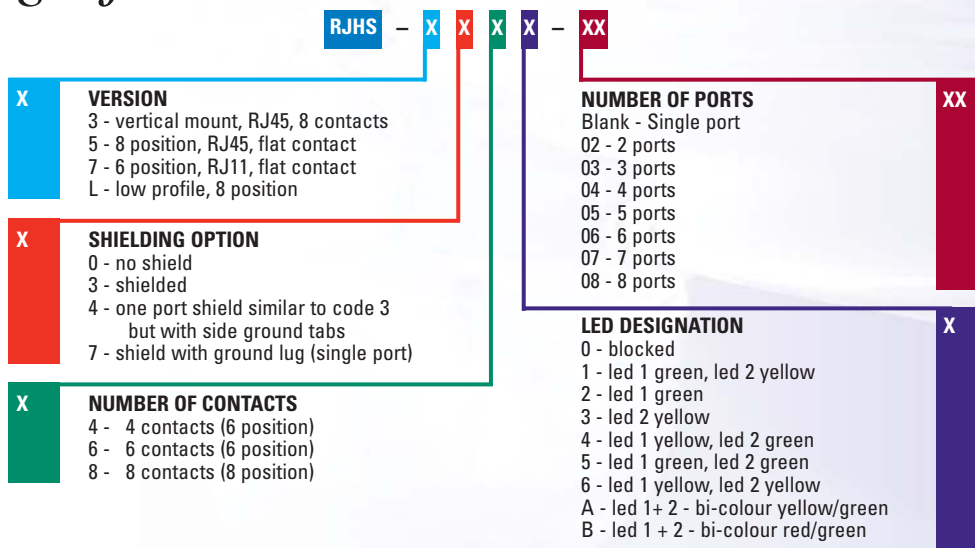 RJHS – X X X X – XX
X VERSION
3 - vertical mount, RJ45, 8 contacts
5 - 8 position, RJ45, flat contact
7 - 6 position, RJ11, flat contact
L - low profile, 8 position
X SHIELDING OPTION
0 - no shield
3 - shielded
4 - one port shield similar to code 3
but with side ground tabs
7 - shield with ground lug (single port)
X NUMBER OF CONTACTS
4 - 4 contacts (6 position)
6 - 6 contacts (6 position)
8 - 8 contacts (8 position)
NUMBER OF PORTS XX
Blank - Single port
02 - 2 ports
03 - 3 ports
04 - 4 ports
05 - 5 ports
06 - 6 ports
07 - 7 ports
08 - 8 ports
LED DESIGNATION X
0 - blocked
1 - led 1 green, led 2 yellow
2 - led 1 green
3 - led 2 yellow
4 - led 1 yellow, led 2 green
5 - led 1 green, led 2 green
6 - led 1 yellow, led 2 yellow
A - led 1+ 2 - bi-colour yellow/green
B - led 1 + 2 - bi-colour red/green